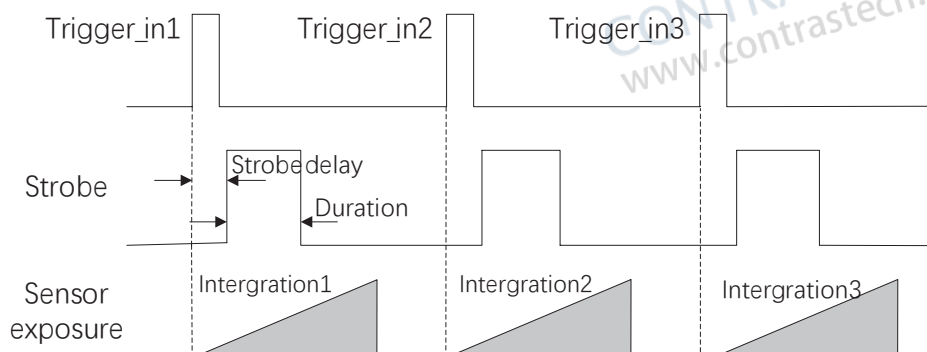 Trigger_in1 Trigger_in2 Trigger_in3
www.contrastech.
Strobe delay
Strobe
Duration
Intergration1 Intergration2 Intergration3
Sensor
exposure